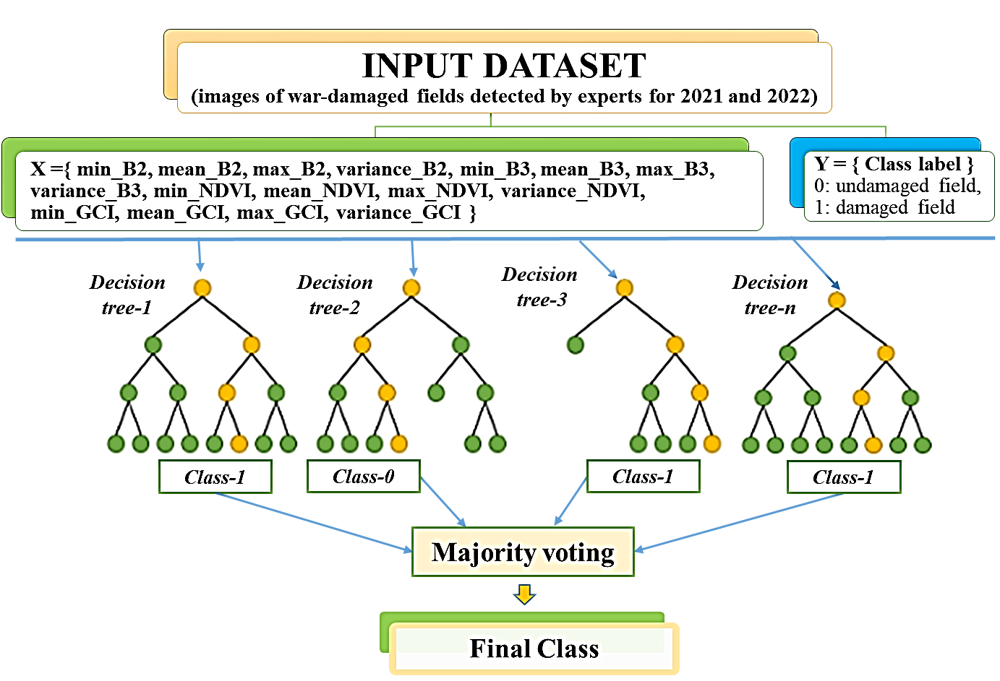 INPUT DATASET
(images of war-damaged fields detected by experts for 2021 and 2022)
X ={ min_B2, mean_B2, max_B2, variance_B2, min_B3, mean_B3, max_B3,
variance_B3, min_NDVI, mean_NDVI, max_NDVI, variance_NDVI,
min_GCI, mean_GCI, max_GCI, variance_GCI }
Y = { Class label }
0: undamaged field,
1: damaged field
Decision
tree-1
Decision
tree-2
Decision
tree-3
Decision
tree-n
Class-1
Class-0
Class-1
Class-1
Majority voting
Final Class